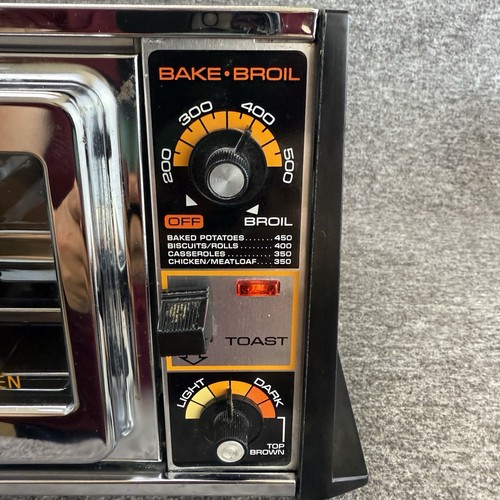 BAKE • BROIL
200 300 400 500
OFF BROIL
BAKED POTATOES.......450
BISCUITS/ROLLS........400
CASSEROLES...........350
CHICKEN/MEATLOAF....350
TOAST
LIGHT DARK
TOP
BROWN
EN